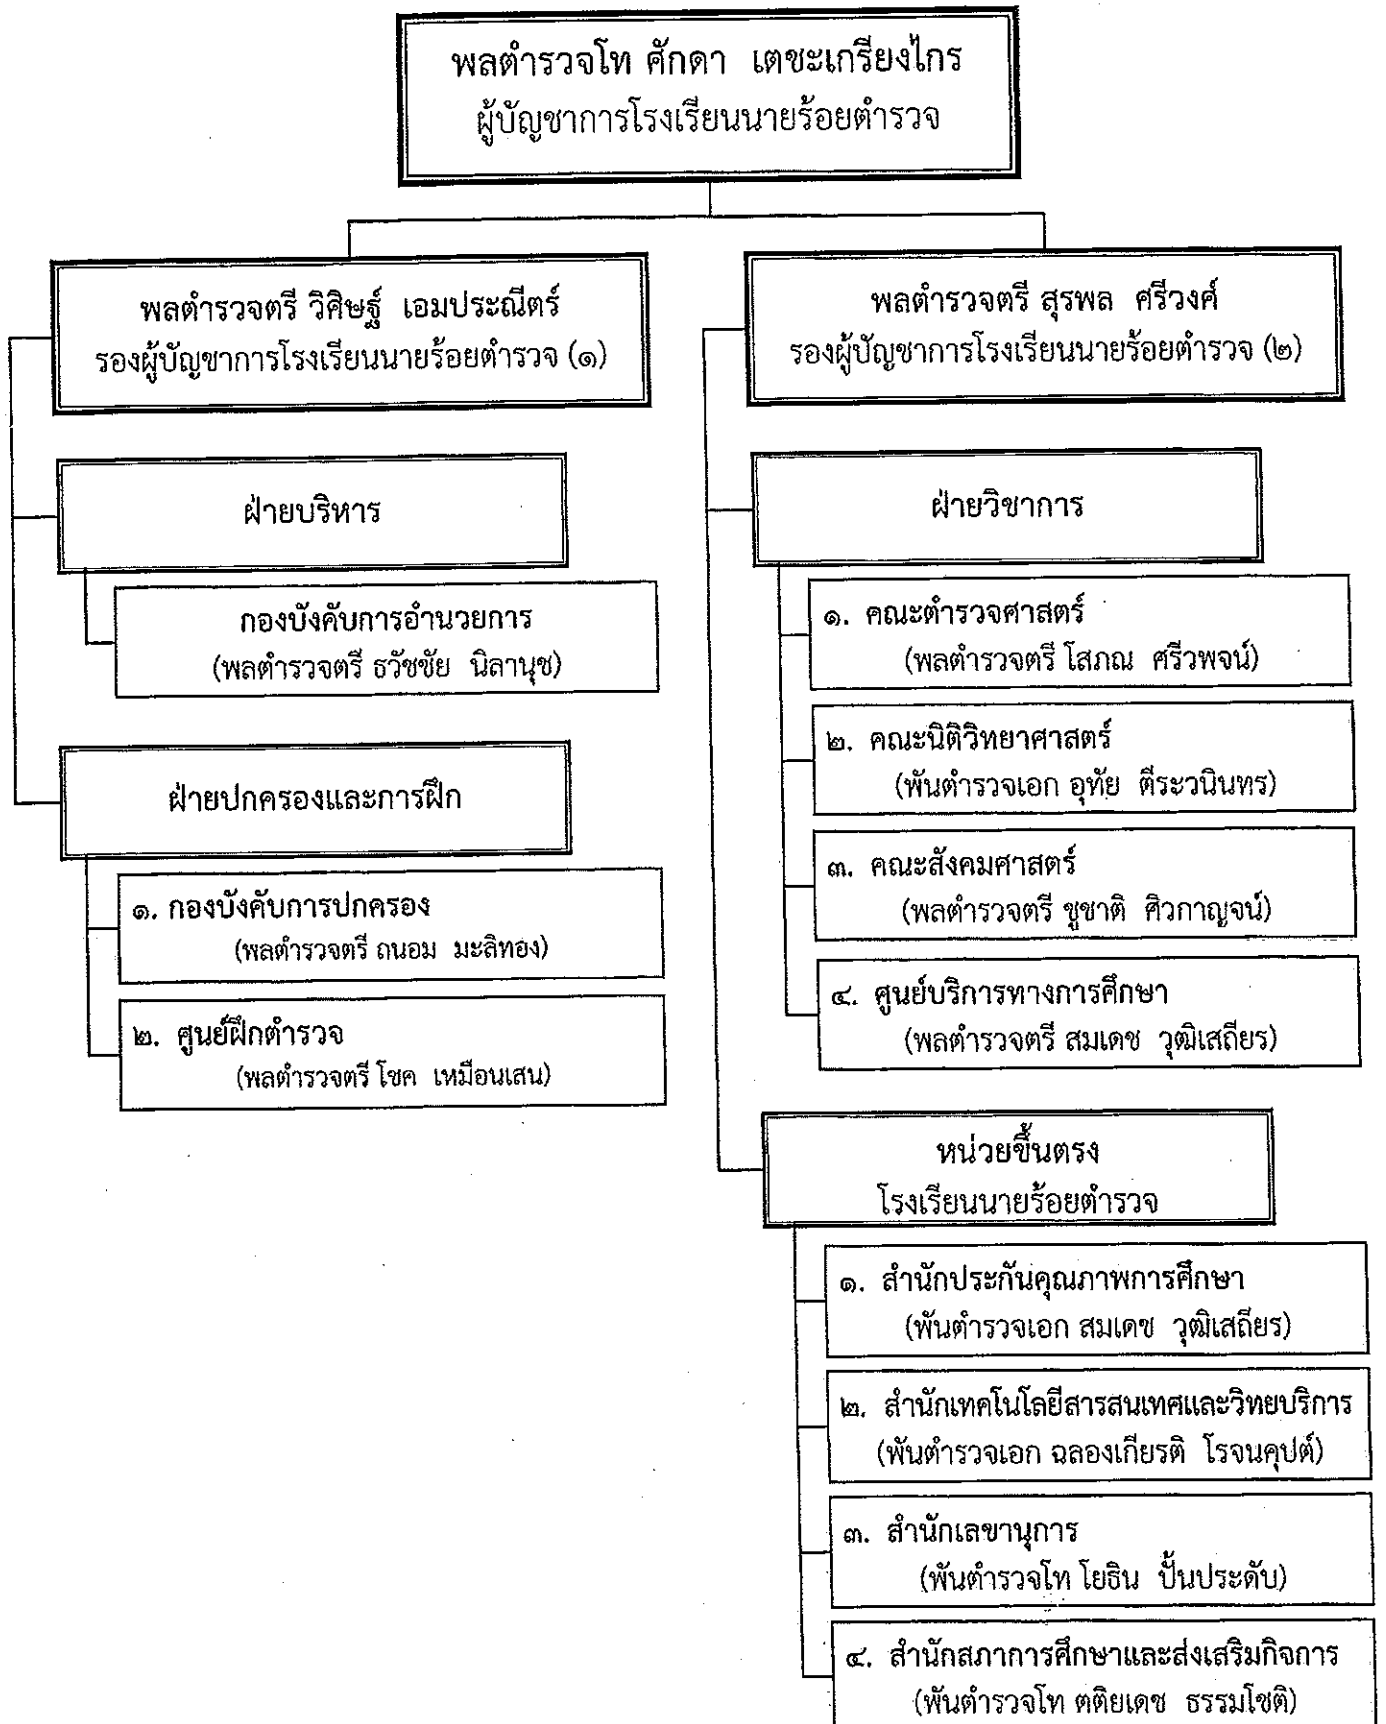 พลตำรวจโท ศักดา เตชะเกรียงไกร
ผู้บัญชาการโรงเรียนนายร้อยตำรวจ
พลตำรวจตรี วิศิษฐ์ เอมประณีตร์
รองผู้บัญชาการโรงเรียนนายร้อยตำรวจ (๑)
ฝ่ายบริหาร
กองบังคับการอำนวยการ
(พลตำรวจตรี ธวัชชัย นิลานุช)
ฝ่ายปกครองและการฝึก
๑. กองบังคับการปกครอง
(พลตำรวจตรี ถนอม มะลิทอง)
๒. ศูนย์ฝึกตำรวจ
(พลตำรวจตรี โชค เหมือนเสน)
พลตำรวจตรี สุรพล ศรีวงศ์
รองผู้บัญชาการโรงเรียนนายร้อยตำรวจ (๒)
ฝ่ายวิชาการ
๑. คณะตำรวจศาสตร์
(พลตำรวจตรี โสภณ ศรีวพจน์)
๒. คณะนิติวิทยาศาสตร์
(พันตำรวจเอก อุทัย ตีระวนินทร)
๓. คณะสังคมศาสตร์
(พลตำรวจตรี ชูชาติ ศิวกาญจน์)
๔. ศูนย์บริการทางการศึกษา
(พลตำรวจตรี สมเดช วุฒิเสถียร)
หน่วยขึ้นตรง
โรงเรียนนายร้อยตำรวจ
๑. สำนักประกันคุณภาพการศึกษา
(พันตำรวจเอก สมเดช วุฒิเสถียร)
๒. สำนักเทคโนโลยีสารสนเทศและวิทยบริการ
(พันตำรวจเอก ฉลองเกียรติ โรจนคุปต์)
๓. สำนักเลขานุการ
(พันตำรวจโท โยธิน ปั้นประดับ)
๔. สำนักสภาการศึกษาและส่งเสริมกิจการ
(พันตำรวจโท ตติยเดช ธรรมโชติ)